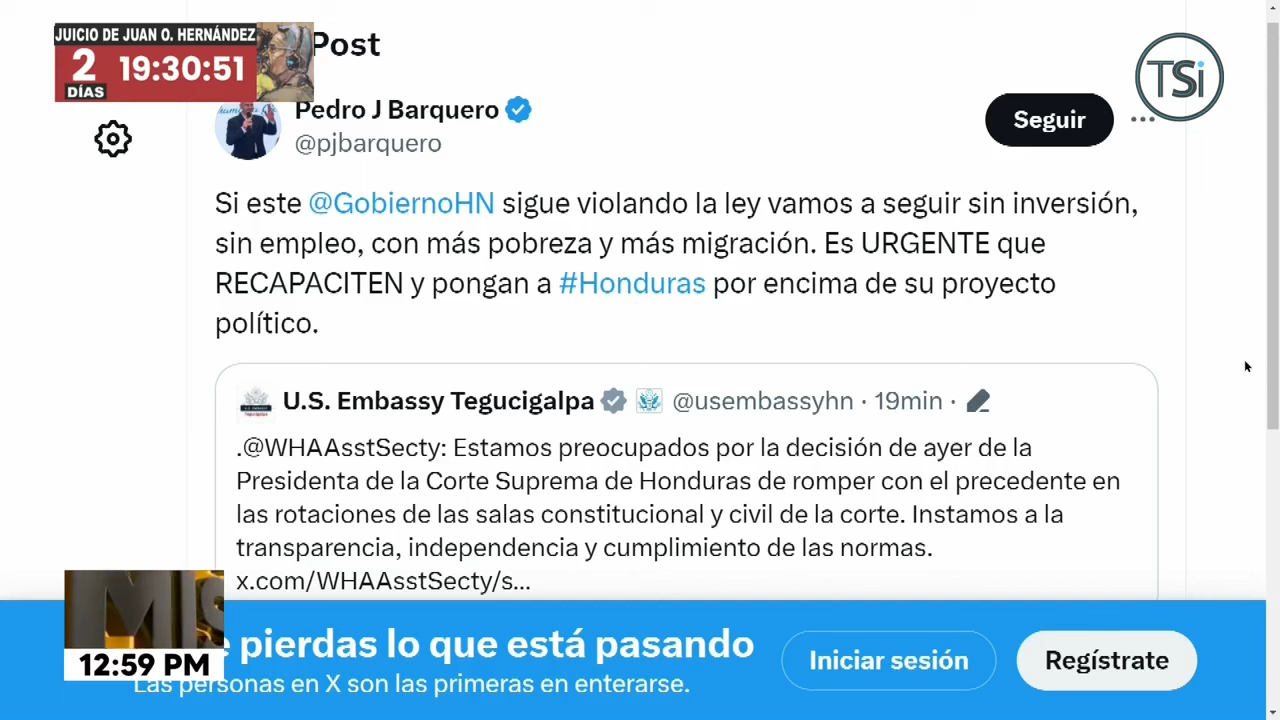 JUICIO DE JUAN O. HERNÁNDEZ
2 DÍAS 19:30:51
Post
TSi
Pedro J Barquero
@pjbarquero
Seguir
Si este @GobiernoHN sigue violando la ley vamos a seguir sin inversión,
sin empleo, con más pobreza y más migración. Es URGENTE que
RECAPACITEN y pongan a #Honduras por encima de su proyecto
político.
U.S. Embassy Tegucigalpa @usembassyhn · 19min ·
.@WHAAsstSecty: Estamos preocupados por la decisión de ayer de la
Presidenta de la Corte Suprema de Honduras de romper con el precedente en
las rotaciones de las salas constitucional y civil de la corte. Instamos a la
transparencia, independencia y cumplimiento de las normas.
x.com/WHAAsstSecty/s...
pierdas lo que está pasando
Las personas en X son las primeras en enterarse.
Iniciar sesión
Regístrate
12:59 PM